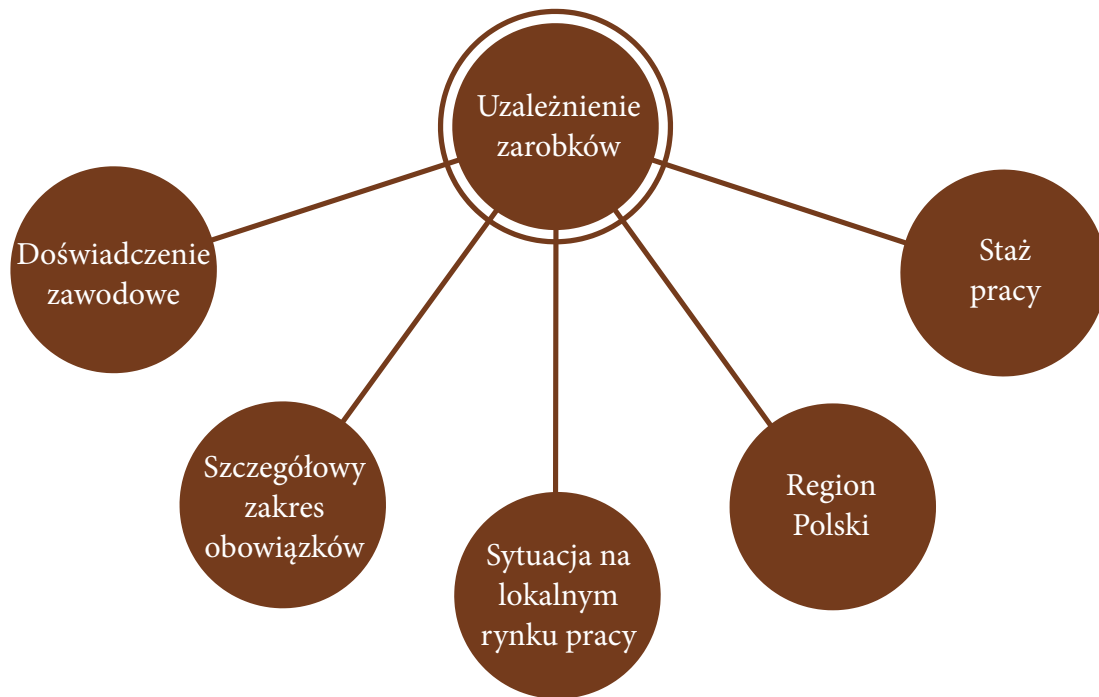 Uzależnienie
zarobków
Doświadczenie
zawodowe
Staż
pracy
Szczegółowy
zakres
obowiązków
Region
Polski
Sytuacja na
lokalnym
rynku pracy